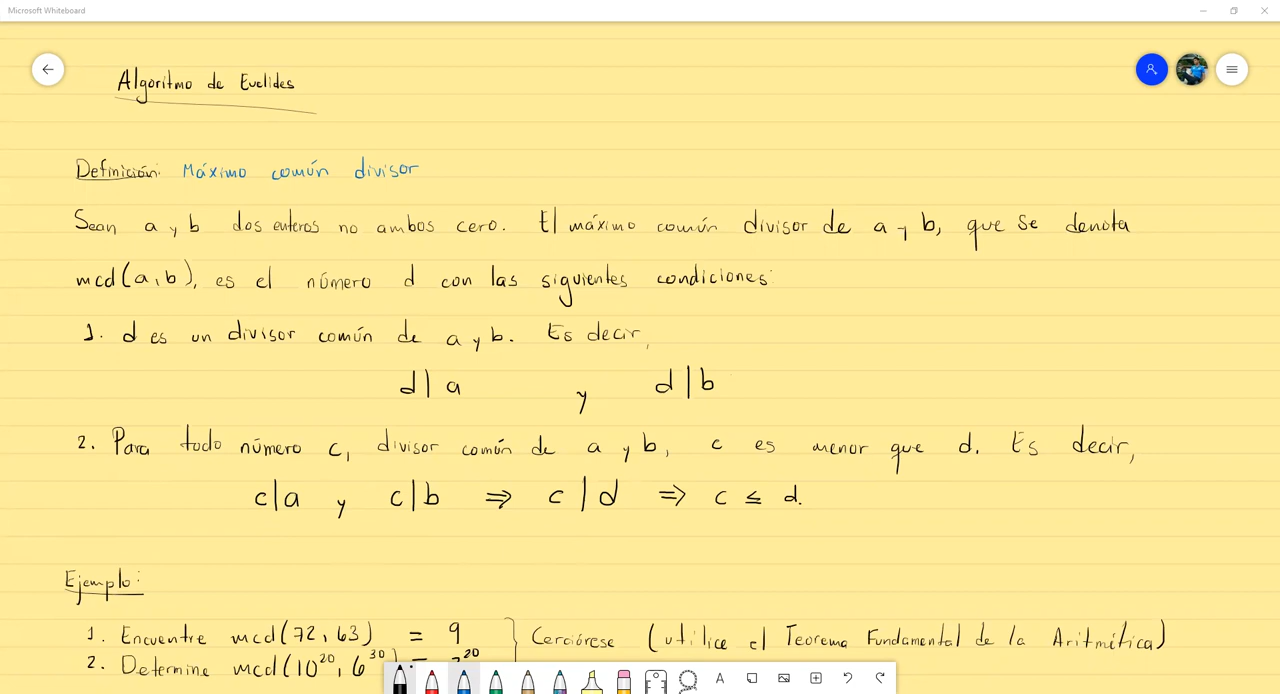 Microsoft Whiteboard
Algoritmo de Euclides
Definición: Máximo común divisor
Sean a y b dos enteros no ambos cero. El máximo común divisor de a y b, que se denota
mcd(a,b), es el número d con las siguientes condiciones:
1. d es un divisor común de a y b. Es decir,
d|a y d|b
2. Para todo número c, divisor común de a y b, c es menor que d. Es decir,
c|a y c|b ⇒ c|d ⇒ c ≤ d.
Ejemplo:
1. Encuentre mcd(72, 63) = 9 } Cerciórese (utilice el Teorema Fundamental de la Aritmética)
2. Determine mcd(10²⁰, 6³⁰) = 2²⁰